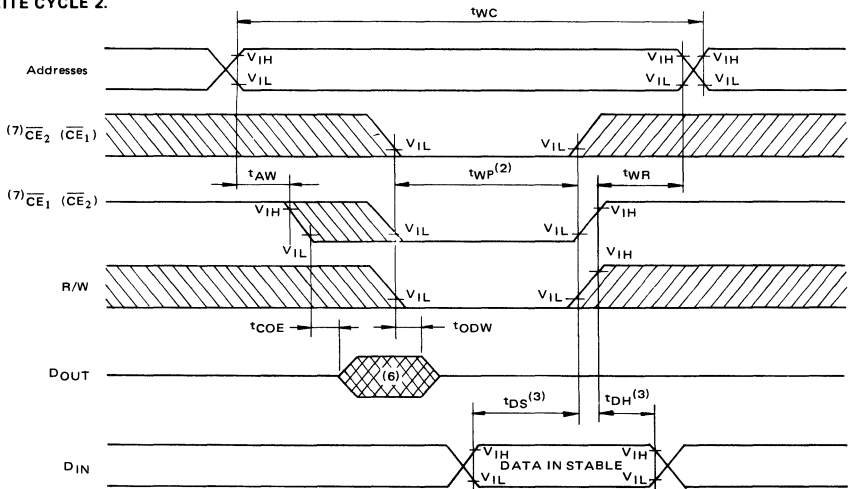 ITE CYCLE 2.
tWC
Addresses
VIH
VIL
VIH
VIL
VIH
VIL
(7)CE2 (CE1)
VIL
VIL
tAW
tWP(2)
tWR
(7)CE1 (CE2)
VIH
VIL
VIL
VIL
VIH
R/W
VIL
VIL
VIH
tCOE
tODW
DOUT
(6)
tDS(3)
tDH(3)
DIN
VIH
VIL
DATA IN STABLE
VIH
VIL